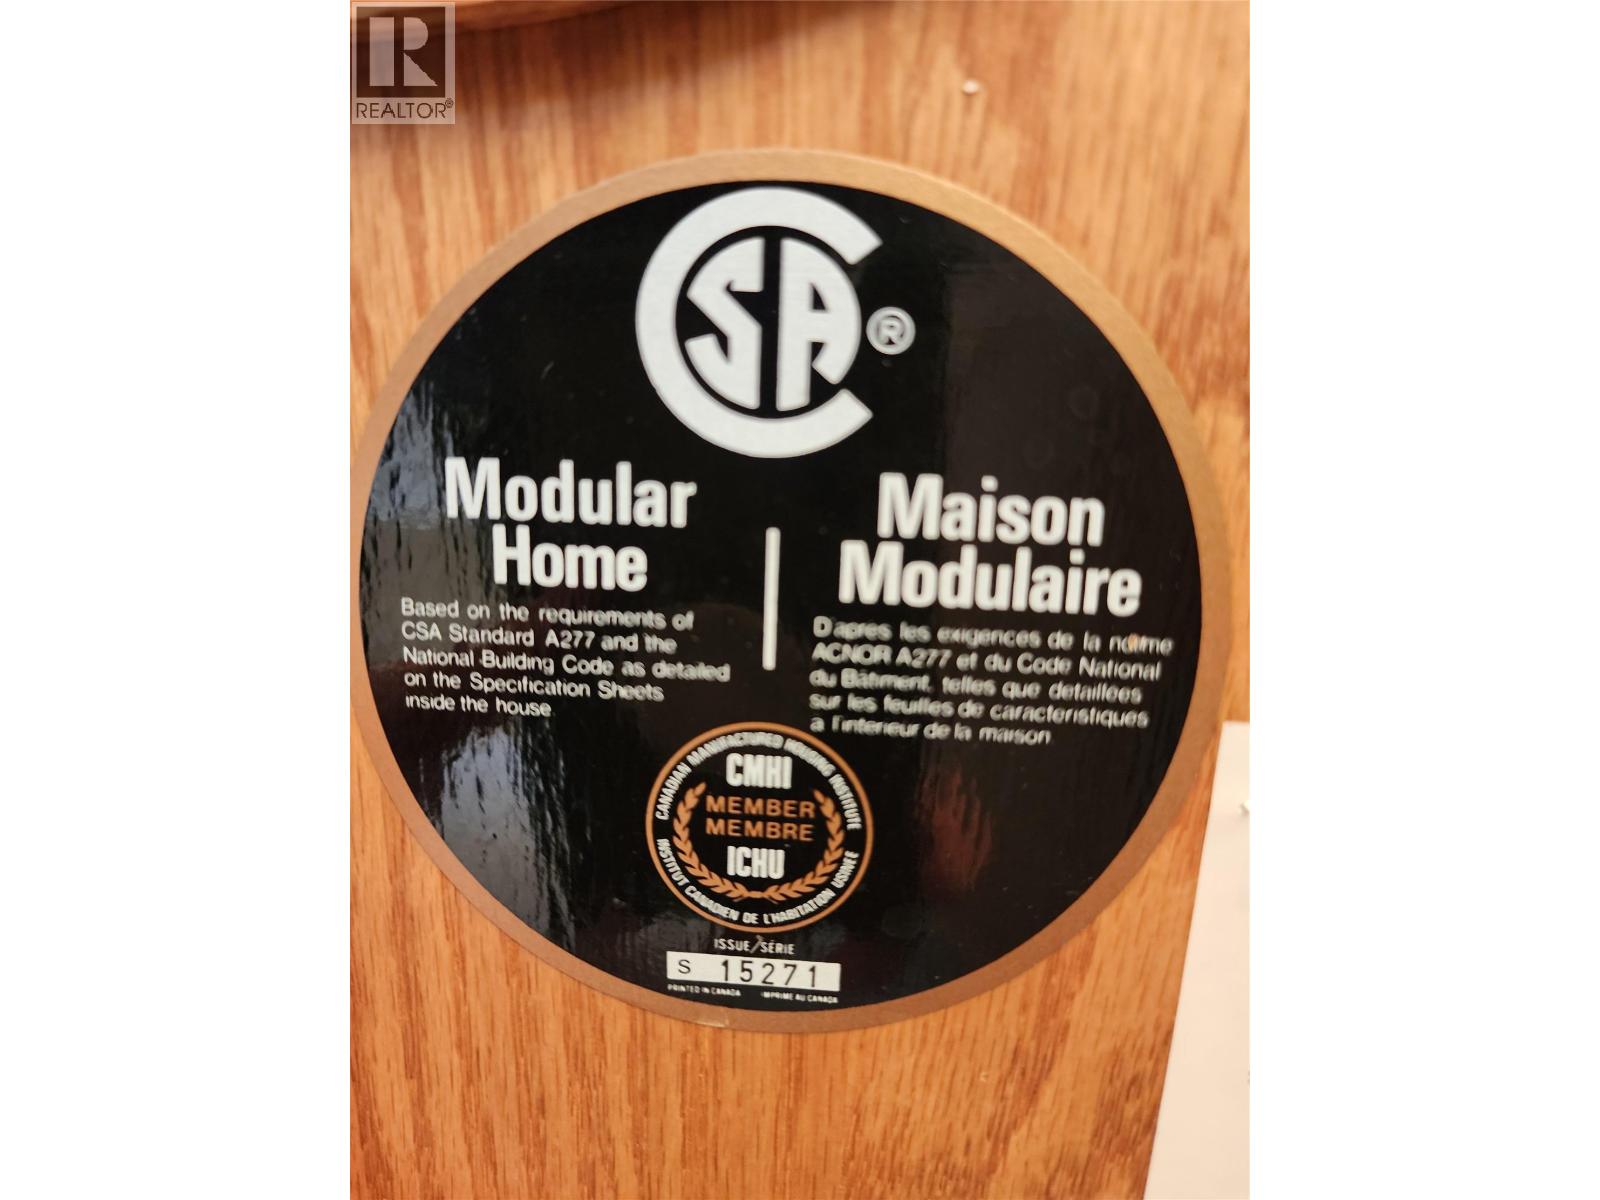 REALTOR®
CSA®
Modular
Home
Based on the requirements of
CSA Standard A277 and the
National Building Code as detailed
on the Specification Sheets
inside the house
Maison
Modulaire
D'apres les exigences de la norme
ACNOR A277 et du Code National
du Bâtiment, telles que detaillees
sur les feuilles de caracteristiques
a l'interieur de la maison
CANADIAN MANUFACTURED HOUSING INSTITUTE
CMHI
MEMBER
MEMBRE
ICHU
INSTITUT CANADIEN DE L'HABITATION USINEE
ISSUE/SÉRIE
S 15271
PRINTED IN CANADA IMPRIME AU CANADA